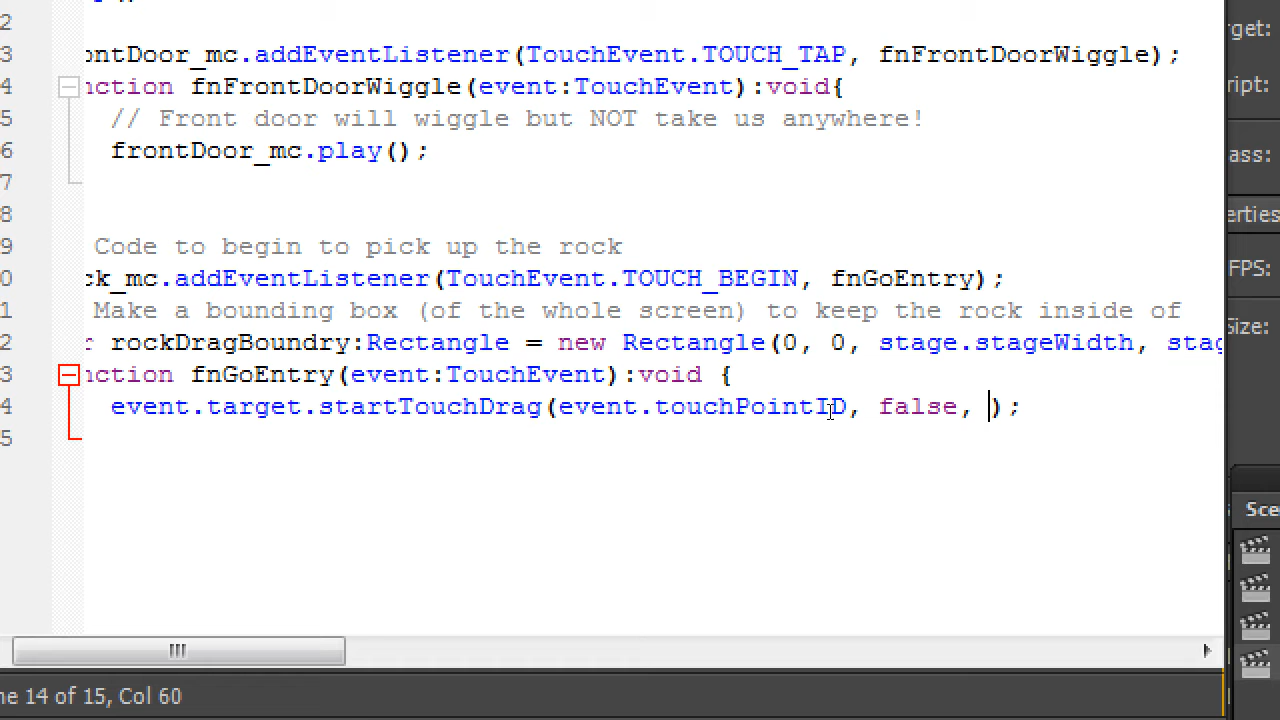 2
3 ontDoor_mc.addEventListener(TouchEvent.TOUCH_TAP, fnFrontDoorWiggle);
4 nction fnFrontDoorWiggle(event:TouchEvent):void{
5 // Front door will wiggle but NOT take us anywhere!
6 frontDoor_mc.play();
7
8
9 Code to begin to pick up the rock
0 ck_mc.addEventListener(TouchEvent.TOUCH_BEGIN, fnGoEntry);
1 Make a bounding box (of the whole screen) to keep the rock inside of
2 r rockDragBoundry:Rectangle = new Rectangle(0, 0, stage.stageWidth, stag
3 nction fnGoEntry(event:TouchEvent):void {
4 event.target.startTouchDrag(event.touchPointID, false, );
5
ne 14 of 15, Col 60
rget:
ript:
ass:
erties
FPS:
Size:
Sce